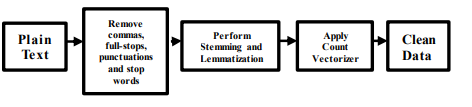 Plain
Text
Remove
commas,
full-stops,
punctuations
and stop
words
Perform
Stemming and
Lemmatization
Apply
Count
Vectorizer
Clean
Data